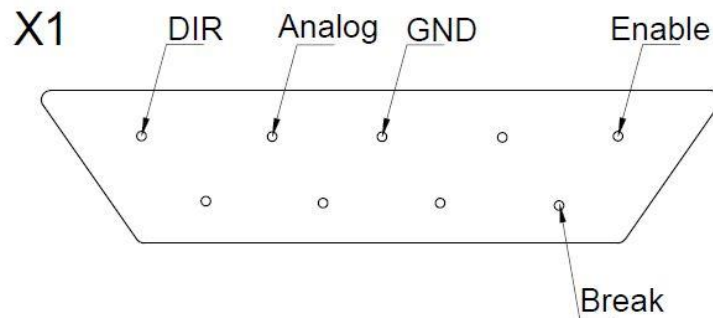 X1
DIR
Analog
GND
Enable
Break